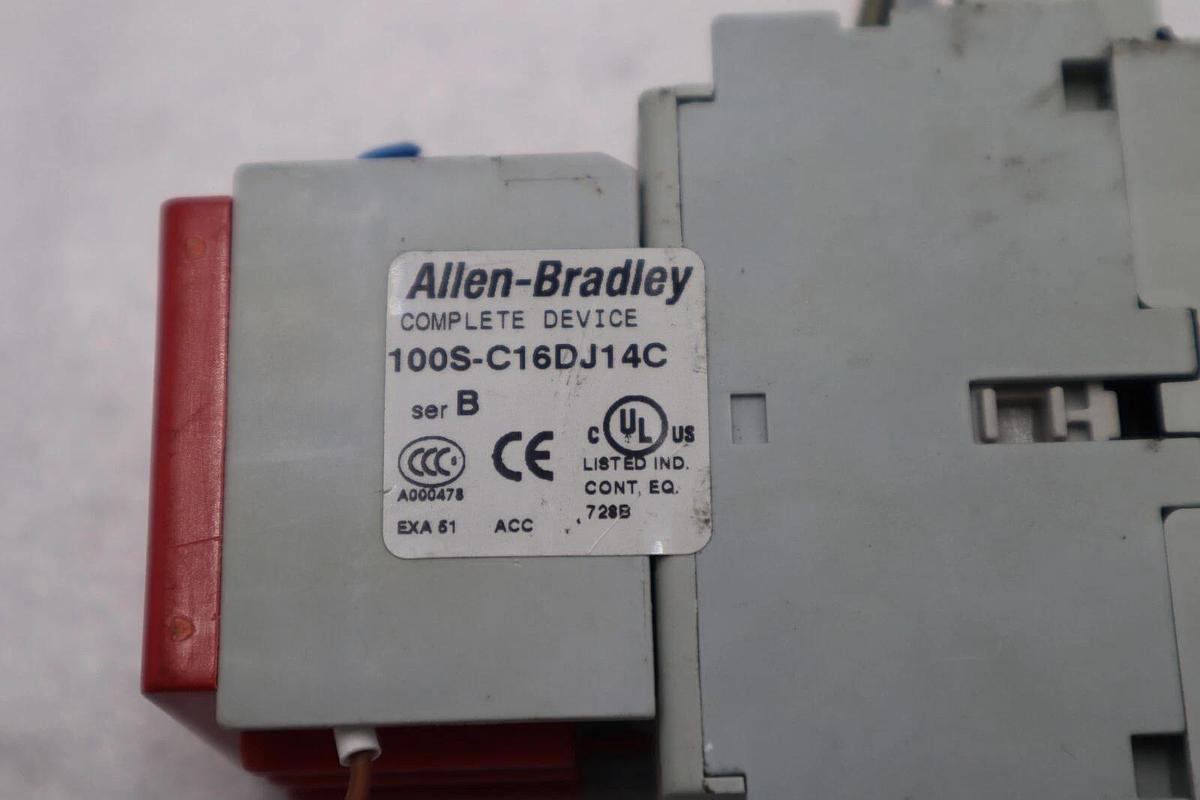 Allen-Bradley
COMPLETE DEVICE
100S-C16DJ14C
ser B
CCC
CE
C UL US
LISTED IND.
CONT, EQ.
728B
A000478
EXA 51 ACC